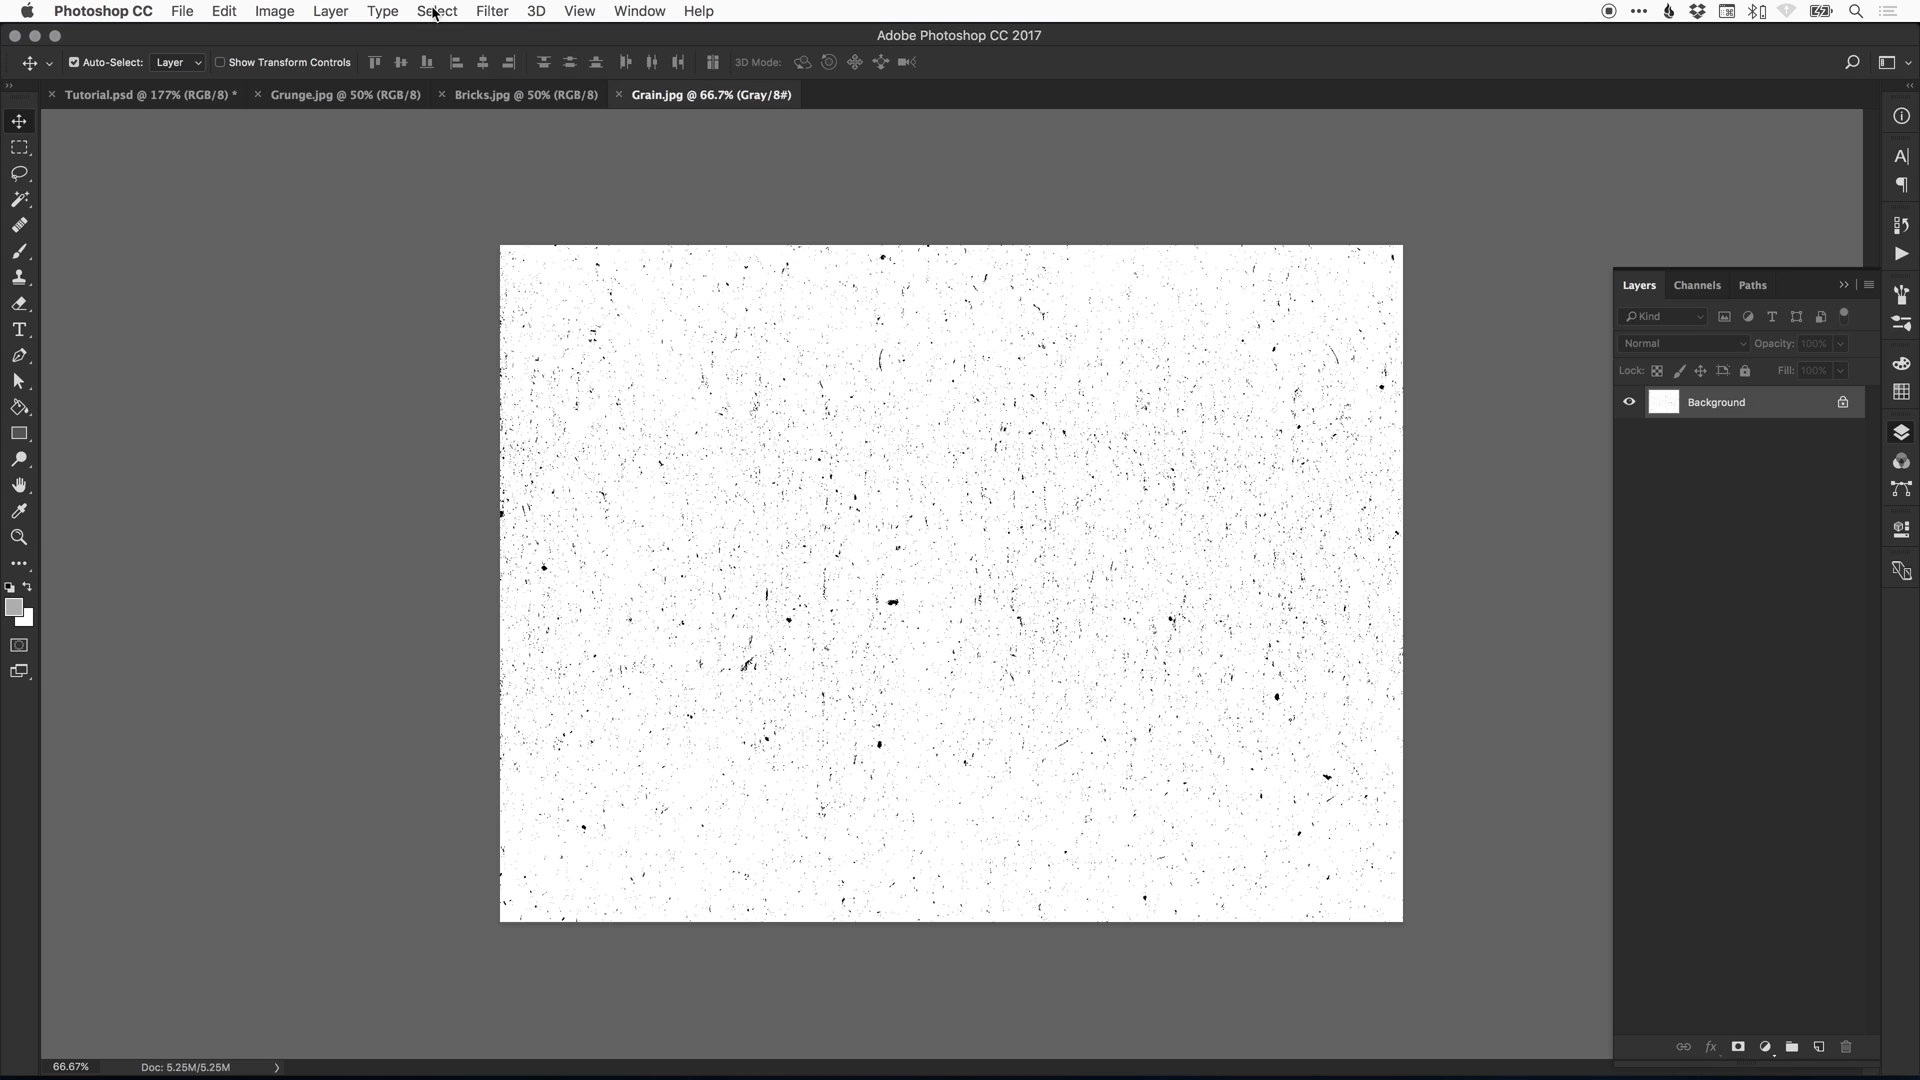 Photoshop CC File Edit Image Layer Type Select Filter 3D View Window Help
Adobe Photoshop CC 2017
Auto-Select: Layer Show Transform Controls 3D Mode:
Tutorial.psd @ 177% (RGB/8) * Grunge.jpg @ 50% (RGB/8) Bricks.jpg @ 50% (RGB/8) Grain.jpg @ 66.7% (Gray/8#)
Layers Channels Paths
Kind
Normal Opacity: 100%
Lock: Fill: 100%
Background
66.67% Doc: 5.25M/5.25M